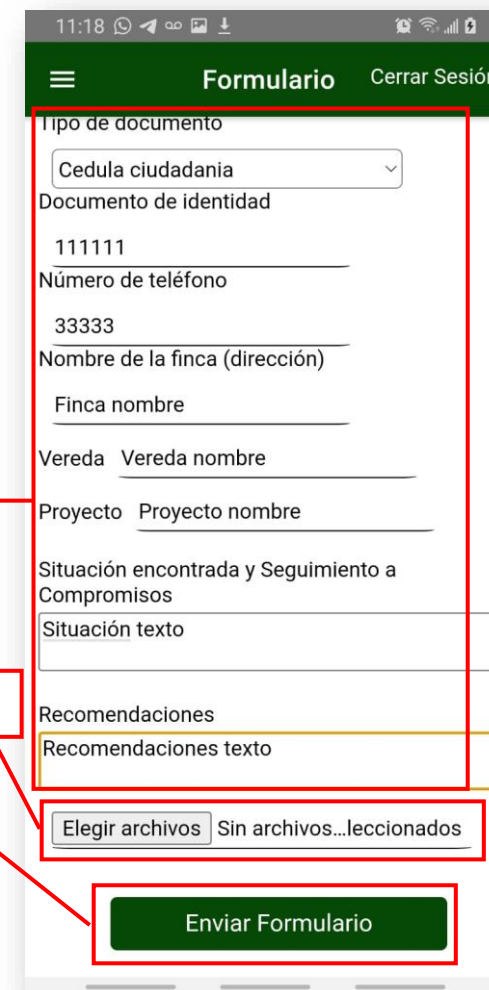 11:18
Formulario Cerrar Sesión
Tipo de documento
Cedula ciudadania
Documento de identidad
111111
Número de teléfono
33333
Nombre de la finca (dirección)
Finca nombre
Vereda Vereda nombre
Proyecto Proyecto nombre
Situación encontrada y Seguimiento a
Compromisos
Situación texto
Recomendaciones
Recomendaciones texto
Elegir archivos Sin archivos...leccionados
Enviar Formulario